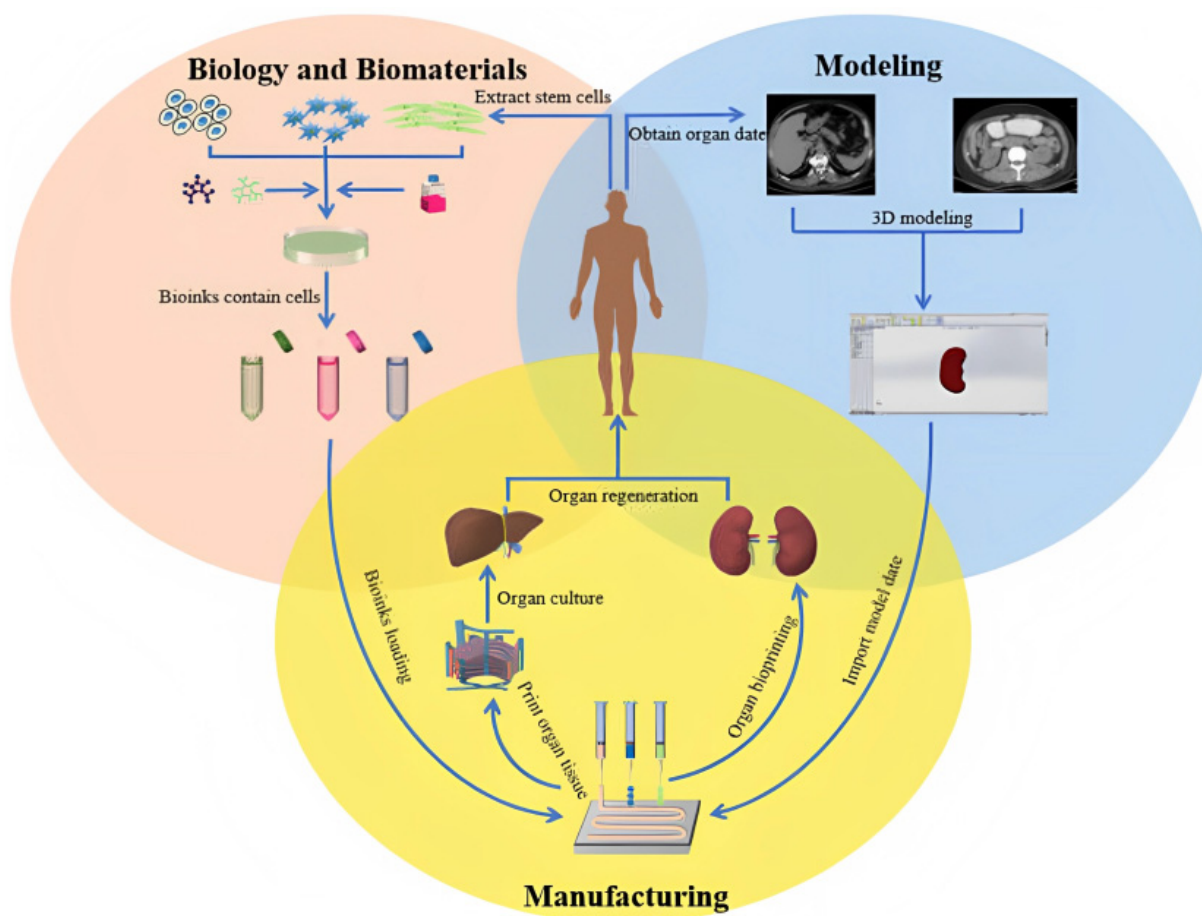 Biology and Biomaterials
Modeling
Extract stem cells
Obtain organ date
3D modeling
Bioinks contain cells
Organ regeneration
Bioinks loading
Organ culture
Print organ tissue
Organ bioprinting
Import model date
Manufacturing